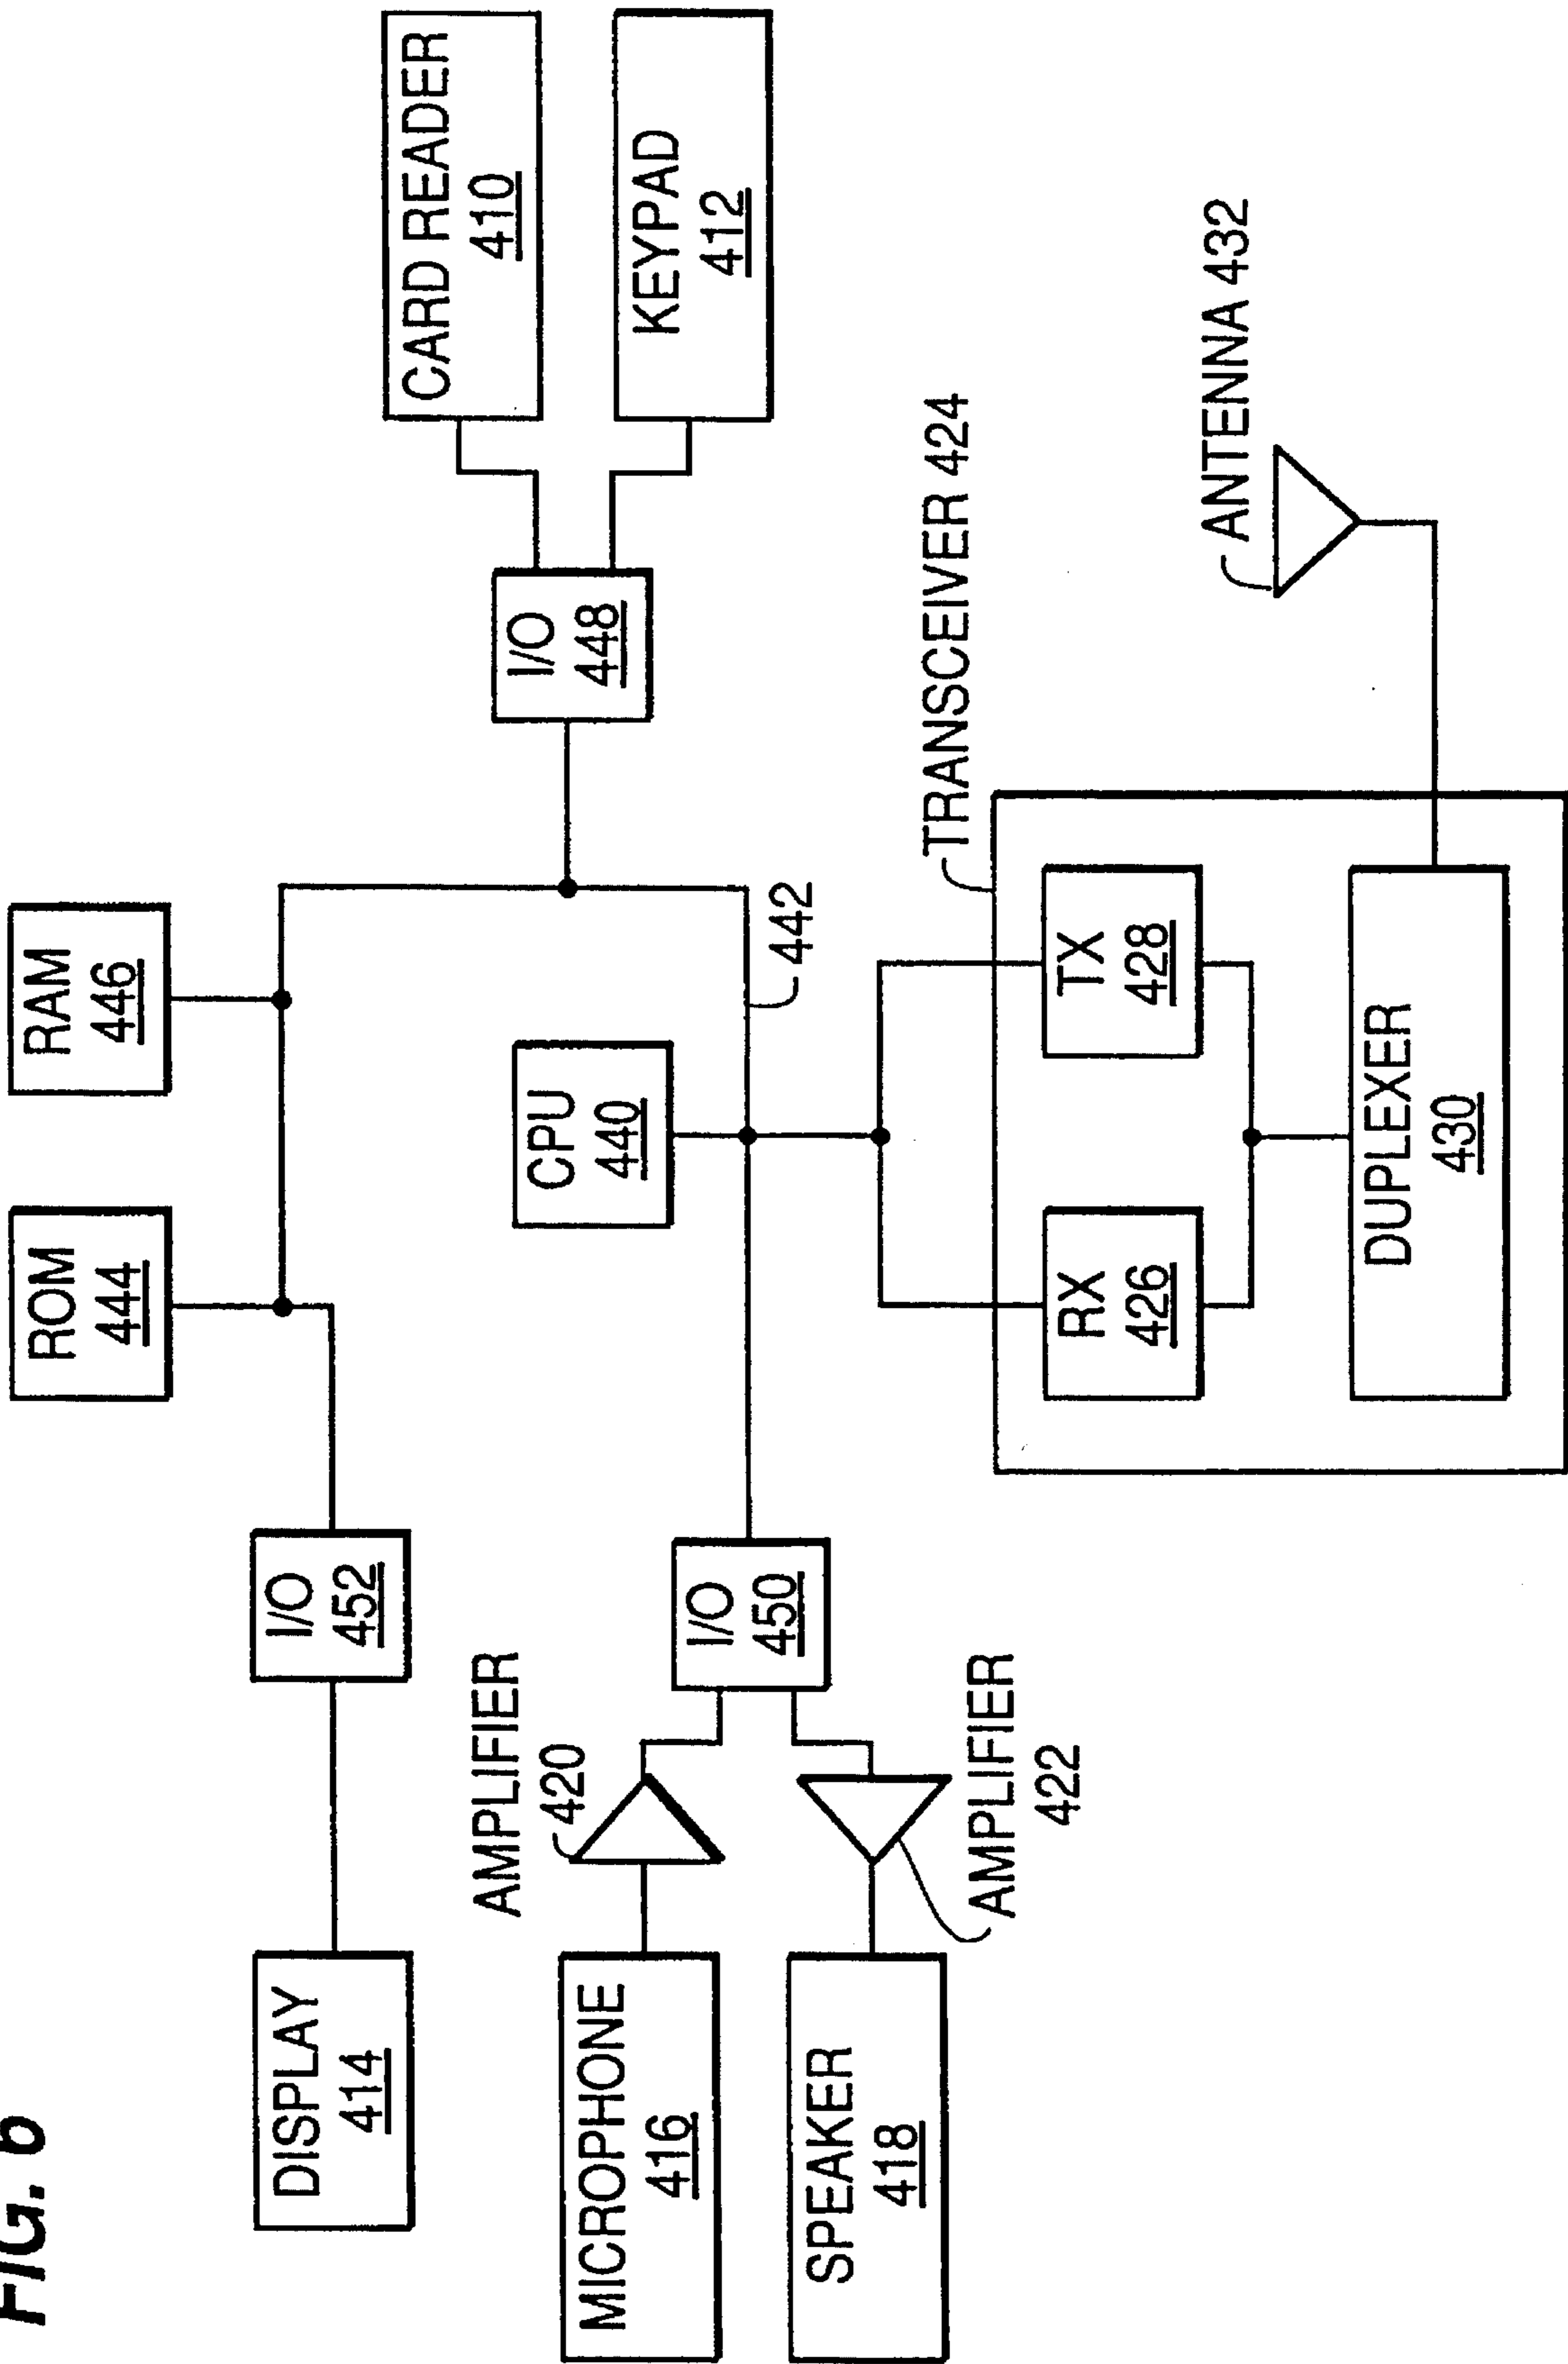 FIG. 6
ROM
444
RAM
446
DISPLAY
414
I/O
452
CARD READER
410
AMPLIFIER
420
CPU
440
I/O
448
MICROPHONE
416
KEYPAD
412
I/O
450
442
SPEAKER
418
AMPLIFIER
422
TRANSCEIVER 424
RX
426
TX
428
ANTENNA 432
DUPLEXER
430